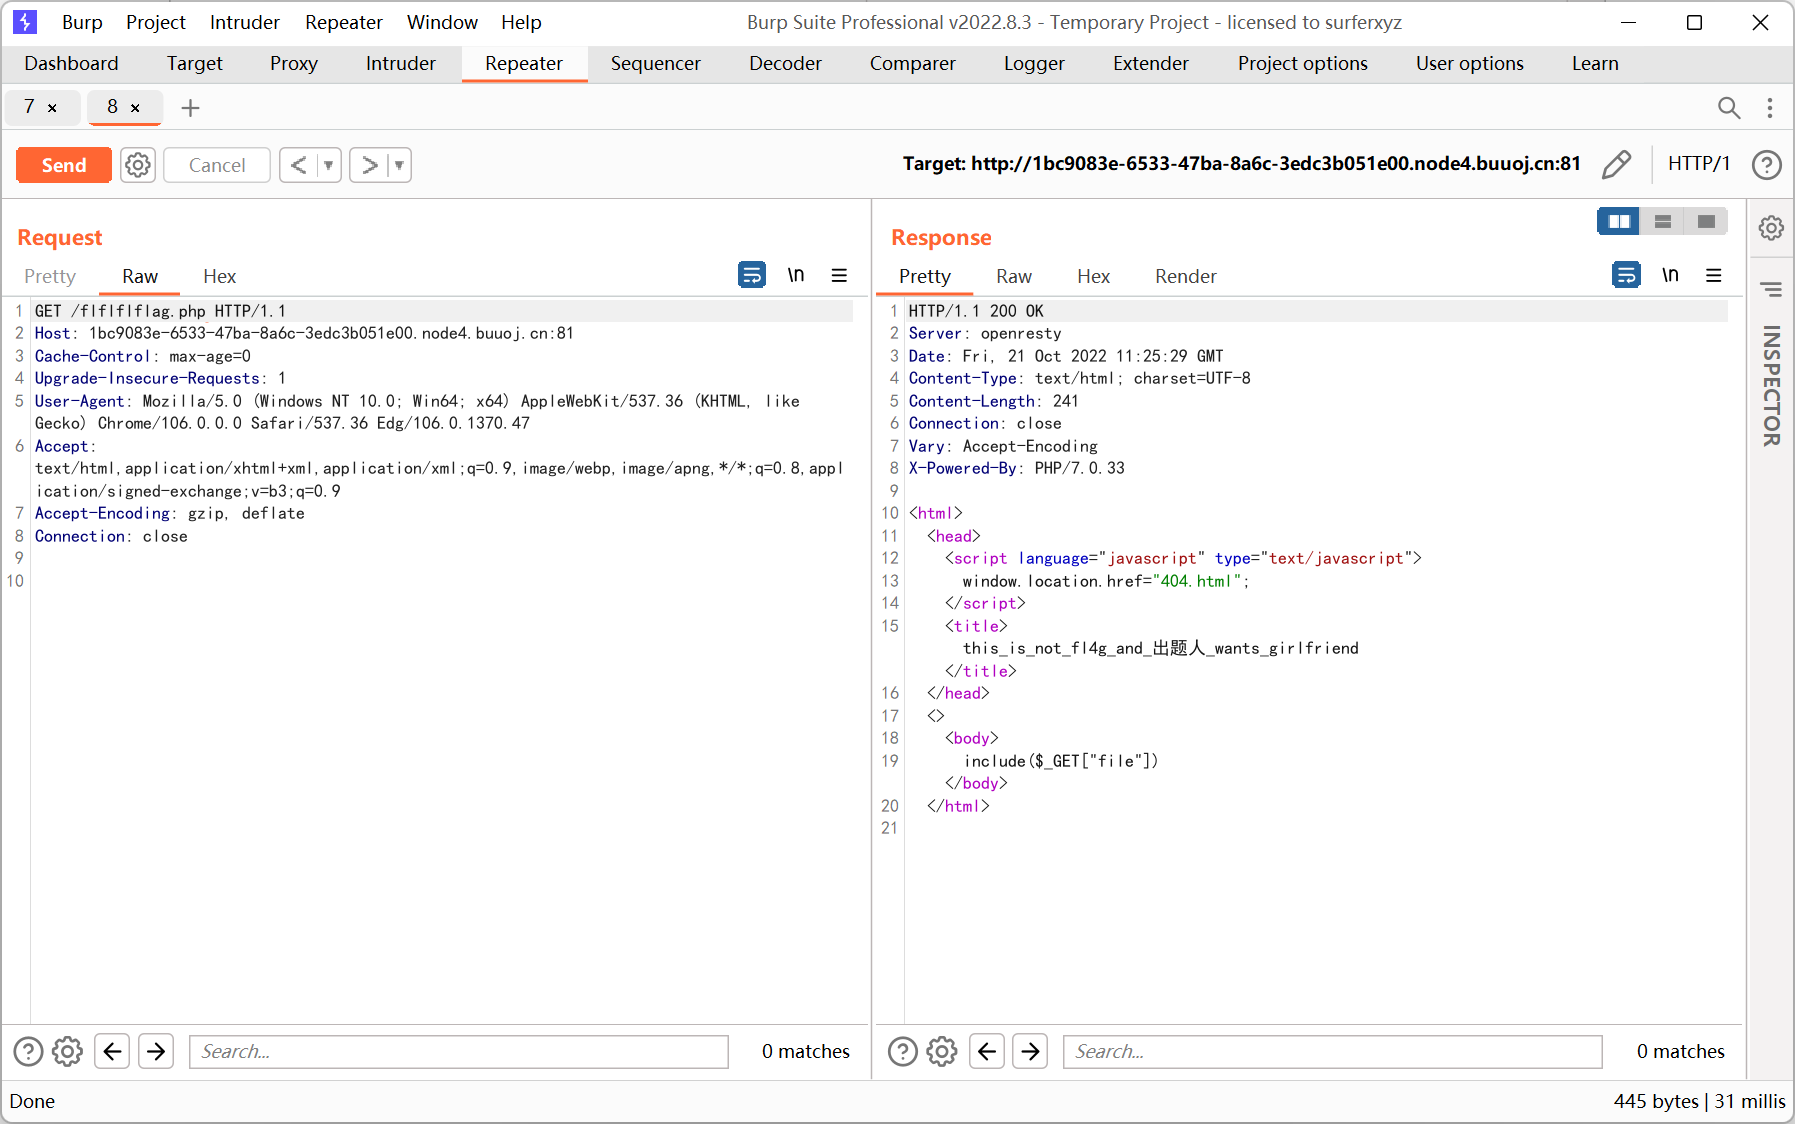 Burp Project Intruder Repeater Window Help Burp Suite Professional v2022.8.3 - Temporary Project - licensed to surferxyz
Dashboard Target Proxy Intruder Repeater Sequencer Decoder Comparer Logger Extender Project options User options Learn
7 × 8 × +
Send Cancel < > Target: http://1bc9083e-6533-47ba-8a6c-3edc3b051e00.node4.buuoj.cn:81 HTTP/1
Request
Pretty Raw Hex \n
1 GET /flflflflag.php HTTP/1.1
2 Host: 1bc9083e-6533-47ba-8a6c-3edc3b051e00.node4.buuoj.cn:81
3 Cache-Control: max-age=0
4 Upgrade-Insecure-Requests: 1
5 User-Agent: Mozilla/5.0 (Windows NT 10.0; Win64; x64) AppleWebKit/537.36 (KHTML, like
Gecko) Chrome/106.0.0.0 Safari/537.36 Edg/106.0.1370.47
6 Accept:
text/html,application/xhtml+xml,application/xml;q=0.9,image/webp,image/apng,*/*;q=0.8,appl
ication/signed-exchange;v=b3;q=0.9
7 Accept-Encoding: gzip, deflate
8 Connection: close
9
10
Search... 0 matches
Response
Pretty Raw Hex Render \n
1 HTTP/1.1 200 OK
2 Server: openresty
3 Date: Fri, 21 Oct 2022 11:25:29 GMT
4 Content-Type: text/html; charset=UTF-8
5 Content-Length: 241
6 Connection: close
7 Vary: Accept-Encoding
8 X-Powered-By: PHP/7.0.33
9
10 <html>
11 <head>
12 <script language="javascript" type="text/javascript">
13 window.location.href="404.html";
14 </script>
15 <title>
this_is_not_fl4g_and_出题人_wants_girlfriend
</title>
16 </head>
17 <>
18 <body>
19 include($_GET["file"])
</body>
20 </html>
21
Search... 0 matches
INSPECTOR
Done 445 bytes | 31 millis